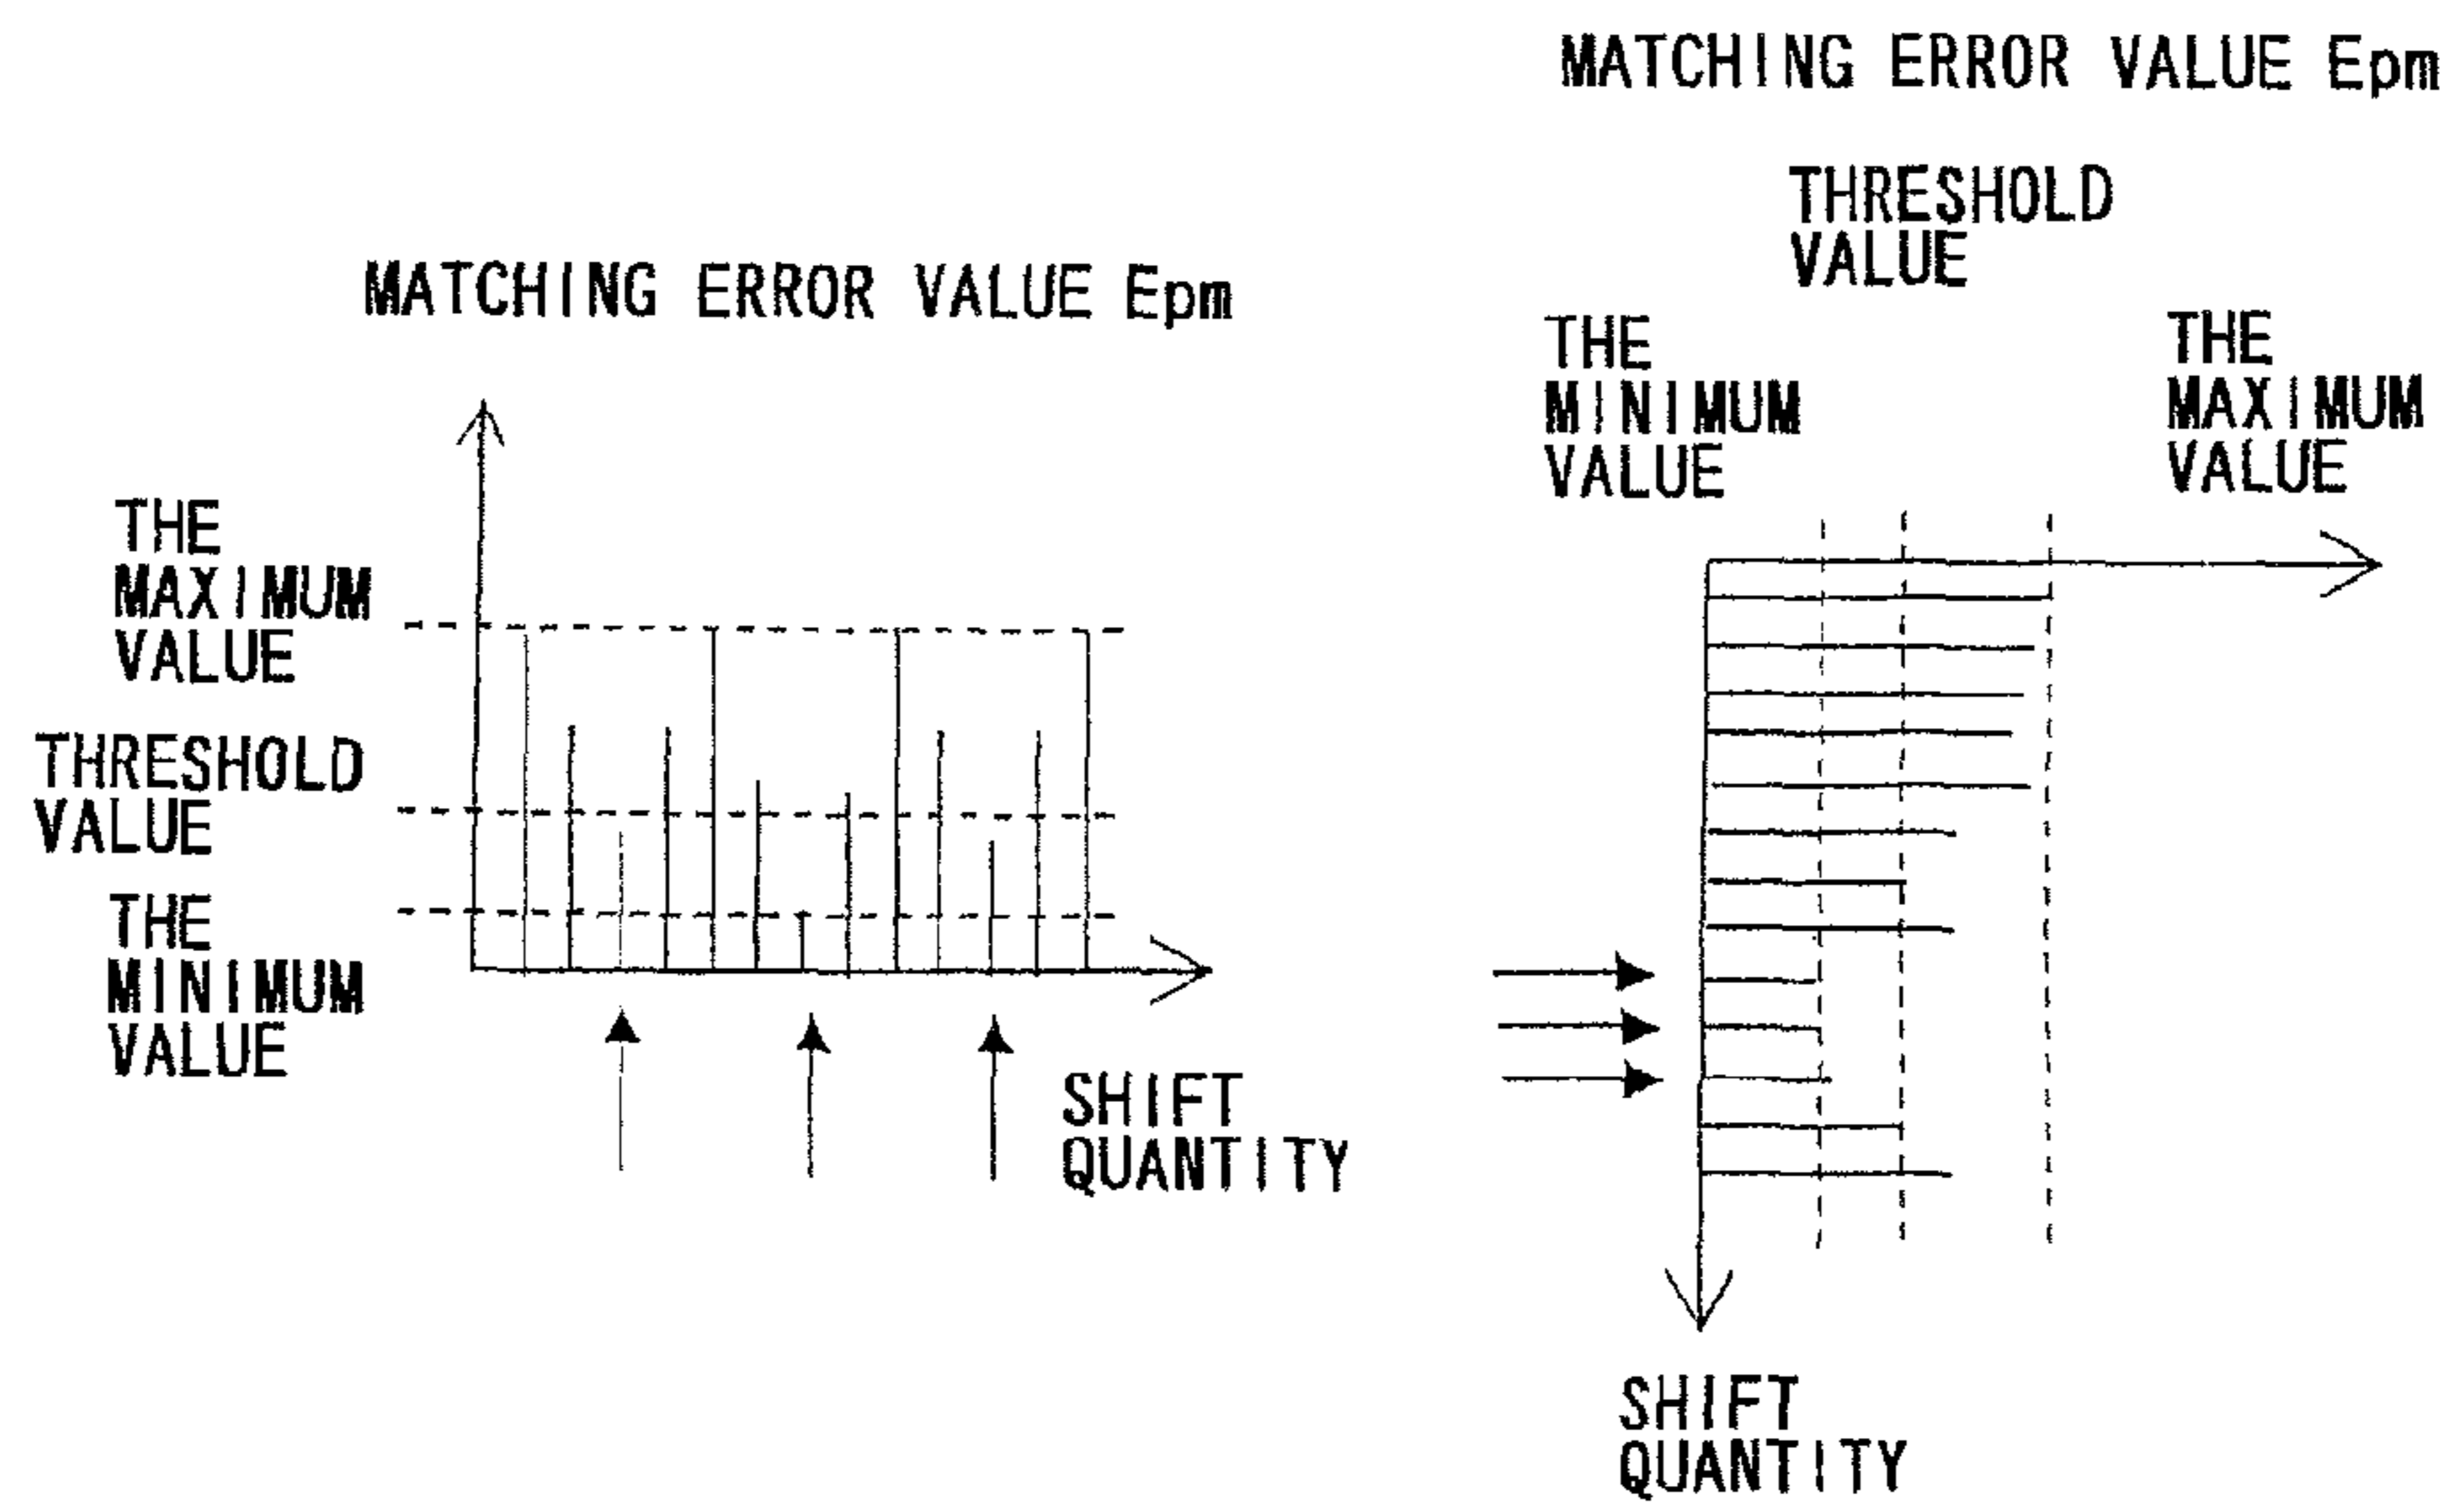 MATCHING ERROR VALUE Epm
THE
MAXIMUM
VALUE
THRESHOLD
VALUE
THE
MINIMUM
VALUE
SHIFT
QUANTITY
MATCHING ERROR VALUE Epm
THRESHOLD
VALUE
THE
MINIMUM
VALUE
THE
MAXIMUM
VALUE
SHIFT
QUANTITY